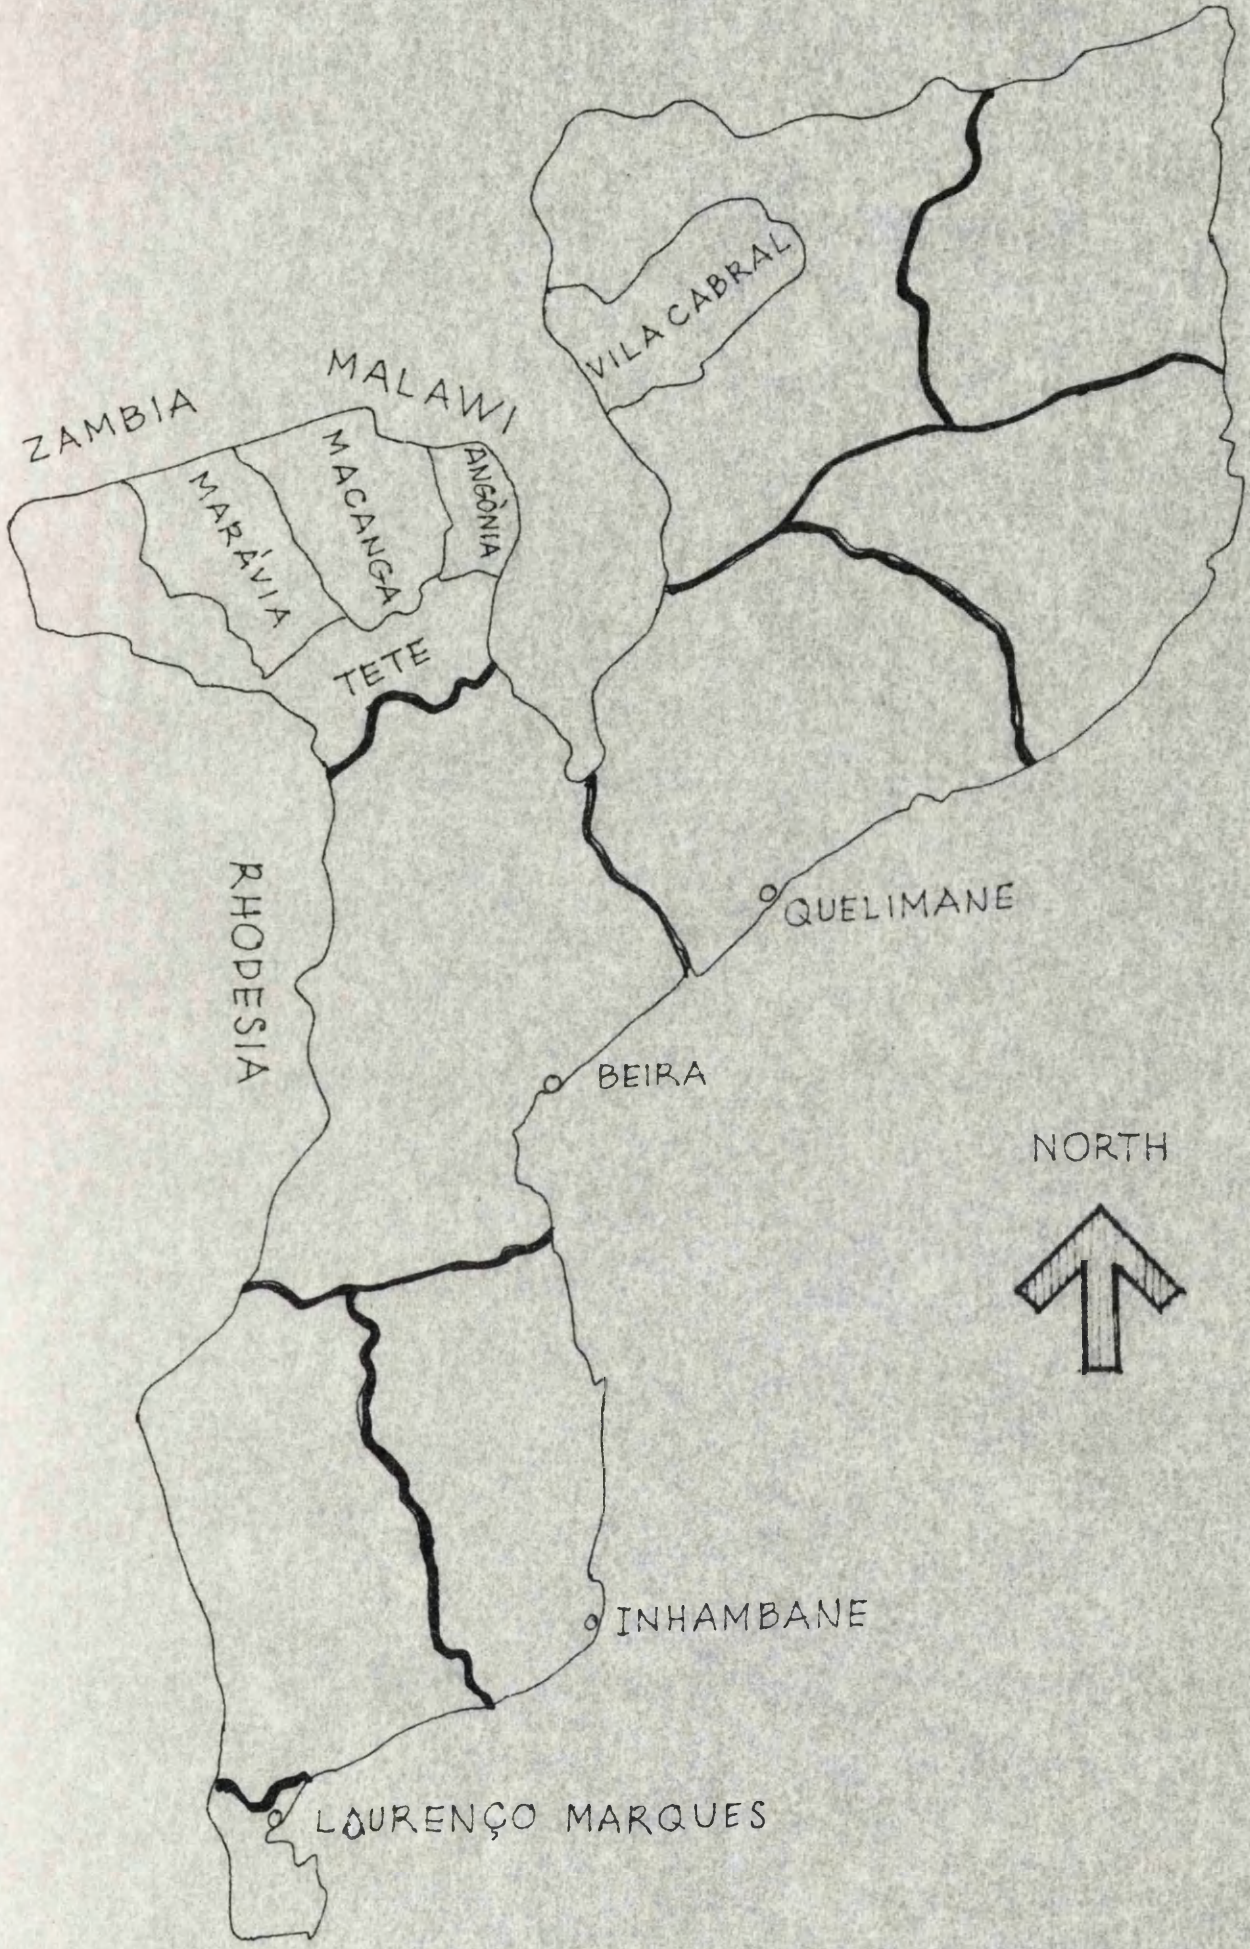 VILA CABRAL
MALAWI
ZAMBIA
MARÁVIA
MACANGA
ANGÒNIA
TETE
RHODESIA
QUELIMANE
BEIRA
NORTH
INHAMBANE
LOURENÇO MARQUES